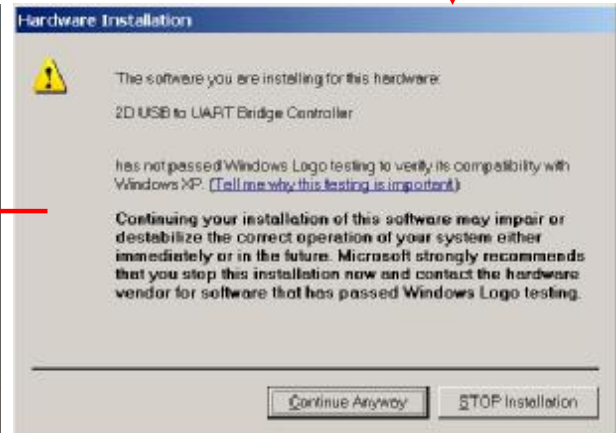 Hardware Installation
The software you are installing for this hardware:
2D USB to UART Bridge Controller
has not passed Windows Logo testing to verify its compatibility with
Windows XP. (Tell me why this testing is important.)
Continuing your installation of this software may impair or
destabilize the correct operation of your system either
immediately or in the future. Microsoft strongly recommends
that you stop this installation now and contact the hardware
vendor for software that has passed Windows Logo testing.
Continue Anyway
STOP Installation